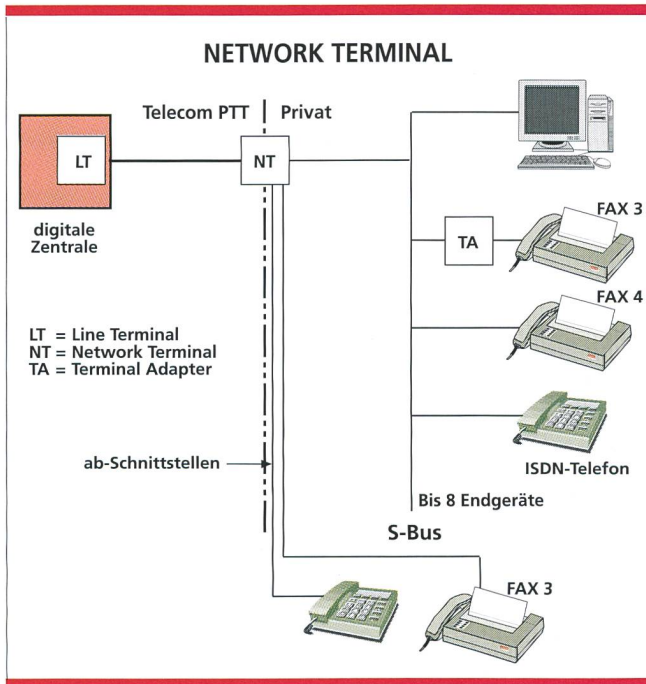 NETWORK TERMINAL
Telecom PTT Privat
LT
NT
digitale
Zentrale
FAX 3
TA
FAX 4
LT = Line Terminal
NT = Network Terminal
TA = Terminal Adapter
ab-Schnittstellen
ISDN-Telefon
Bis 8 Endgeräte
S-Bus
FAX 3